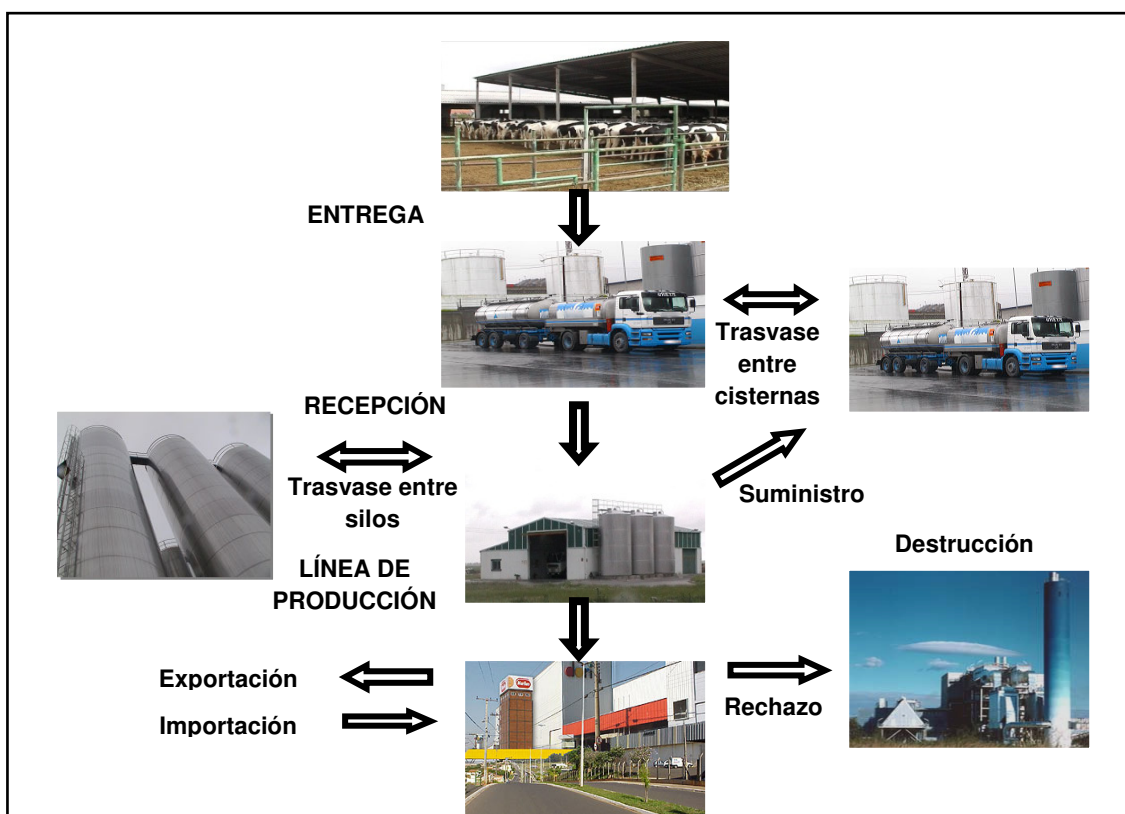 ENTREGA
Trasvase
entre
cisternas
RECEPCIÓN
Trasvase entre
silos
Suministro
Destrucción
LÍNEA DE
PRODUCCIÓN
Exportación
Importación
Rechazo